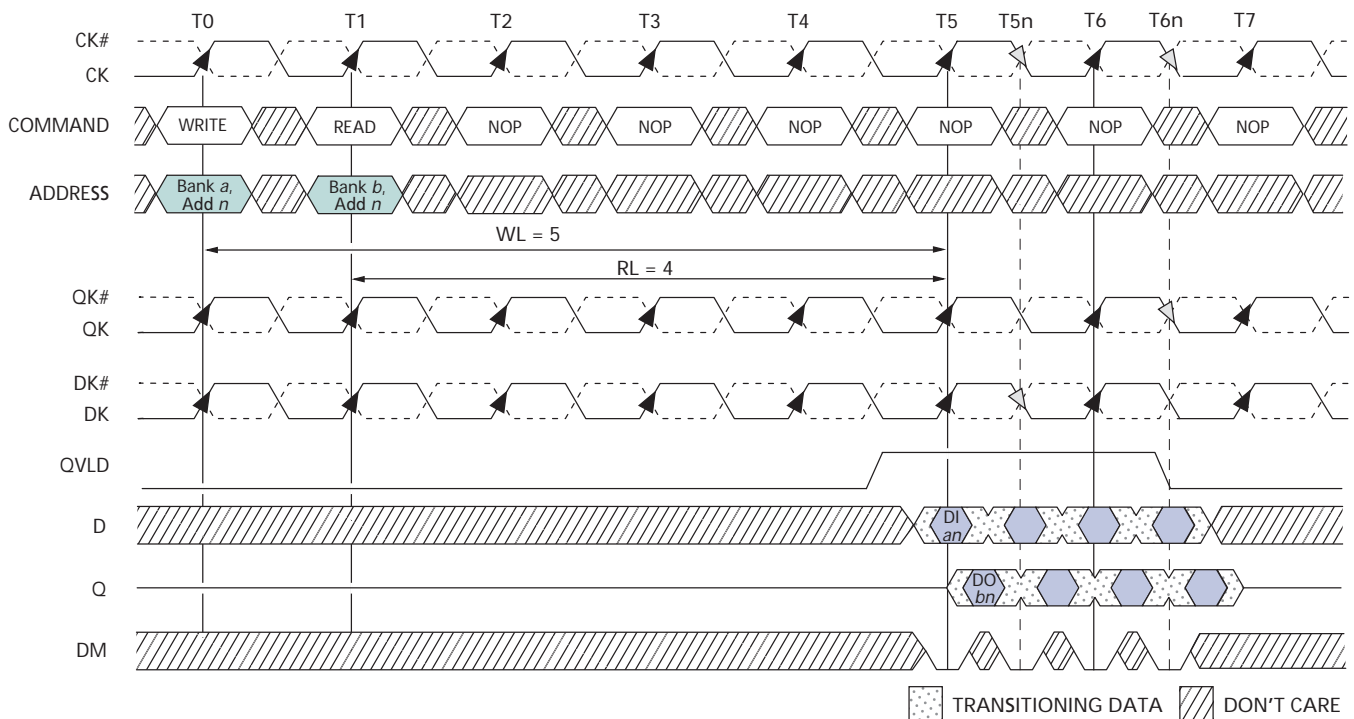 T0 T1 T2 T3 T4 T5 T5n T6 T6n T7
CK#
CK
COMMAND WRITE READ NOP NOP NOP NOP NOP NOP
ADDRESS Bank a, Add n Bank b, Add n
WL = 5
RL = 4
QK#
QK
DK#
DK
QVLD
D DI an
Q DO bn
DM
TRANSITIONING DATA DON'T CARE